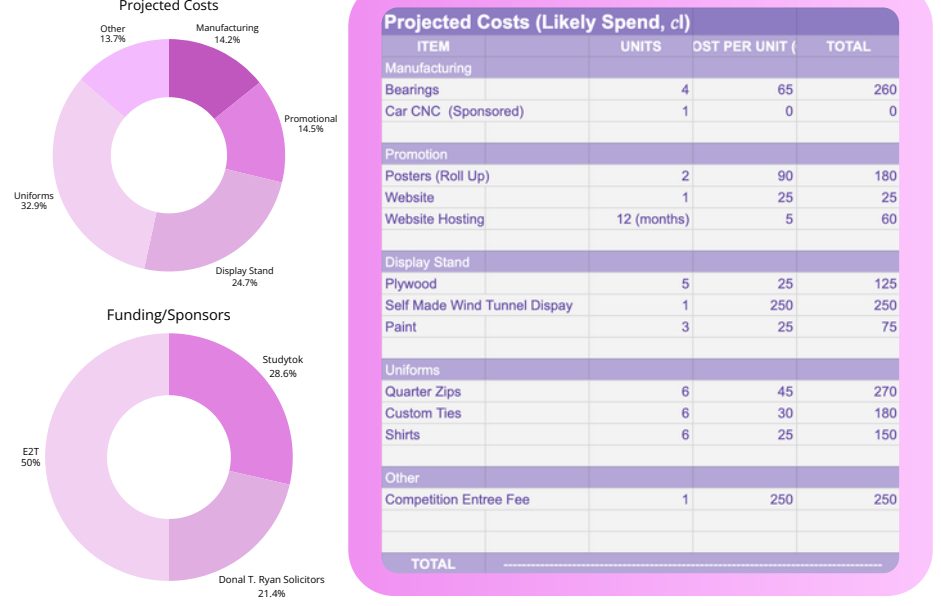 Projected Costs
Other
13.7%
Manufacturing
14.2%
Promotional
14.5%
Uniforms
32.9%
Display Stand
24.7%
Funding/Sponsors
Studytok
28.6%
E2T
50%
Donal T. Ryan Solicitors
21.4%
Projected Costs (Likely Spend, cl)
ITEM UNITS OST PER UNIT ( TOTAL
Manufacturing
Bearings 4 65 260
Car CNC (Sponsored) 1 0 0
Promotion
Posters (Roll Up) 2 90 180
Website 1 25 25
Website Hosting 12 (months) 5 60
Display Stand
Plywood 5 25 125
Self Made Wind Tunnel Dispay 1 250 250
Paint 3 25 75
Uniforms
Quarter Zips 6 45 270
Custom Ties 6 30 180
Shirts 6 25 150
Other
Competition Entree Fee 1 250 250
TOTAL